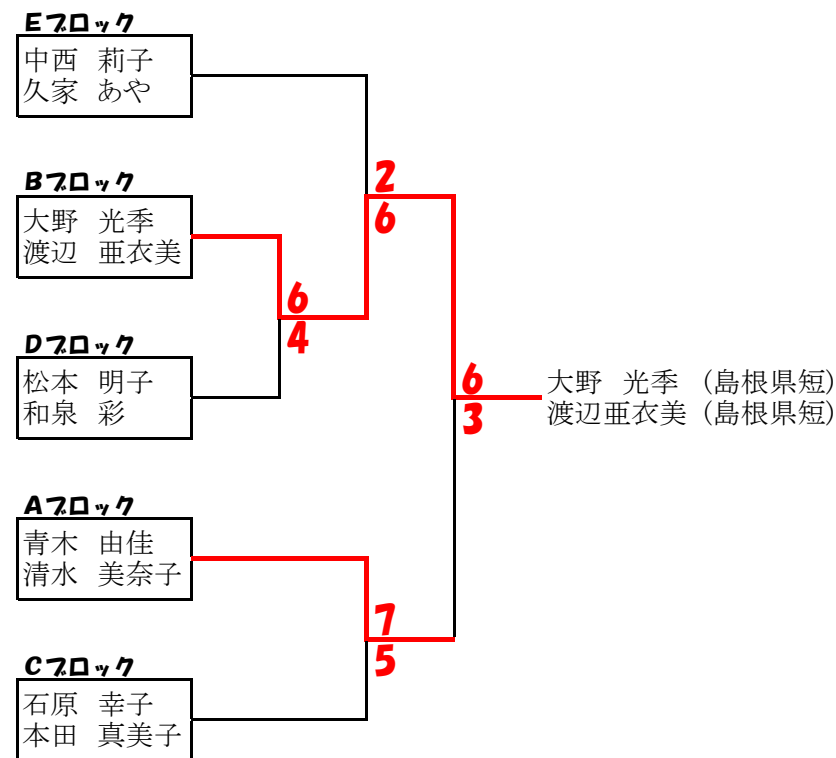 Eブロック
中西 莉子
久家 あや
Bブロック
大野 光季
渡辺 亜衣美
Dブロック
松本 明子
和泉 彩
Aブロック
青木 由佳
清水 美奈子
Cブロック
石原 幸子
本田 真美子
2
6
6
4
7
5
6
3
大野 光季 (島根県短)
渡辺亜衣美 (島根県短)